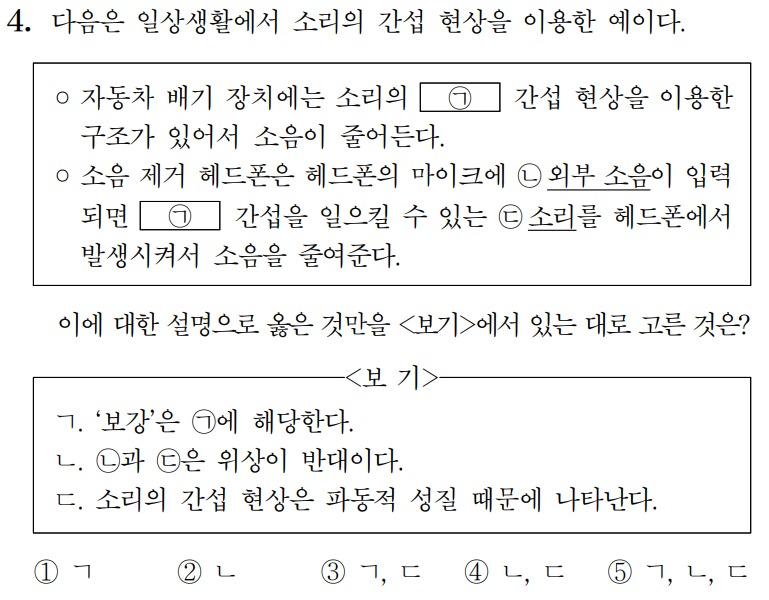 4. 다음은 일상생활에서 소리의 간섭 현상을 이용한 예이다.
○ 자동차 배기 장치에는 소리의 ㉠ 간섭 현상을 이용한
구조가 있어서 소음이 줄어든다.
○ 소음 제거 헤드폰은 헤드폰의 마이크에 ㉡ 외부 소음이 입력
되면 ㉠ 간섭을 일으킬 수 있는 ㉢ 소리를 헤드폰에서
발생시켜서 소음을 줄여준다.
이에 대한 설명으로 옳은 것만을 <보기>에서 있는 대로 고른 것은?
<보 기>
ㄱ. ‘보강’은 ㉠에 해당한다.
ㄴ. ㉡과 ㉢은 위상이 반대이다.
ㄷ. 소리의 간섭 현상은 파동적 성질 때문에 나타난다.
① ㄱ ② ㄴ ③ ㄱ, ㄷ ④ ㄴ, ㄷ ⑤ ㄱ, ㄴ, ㄷ